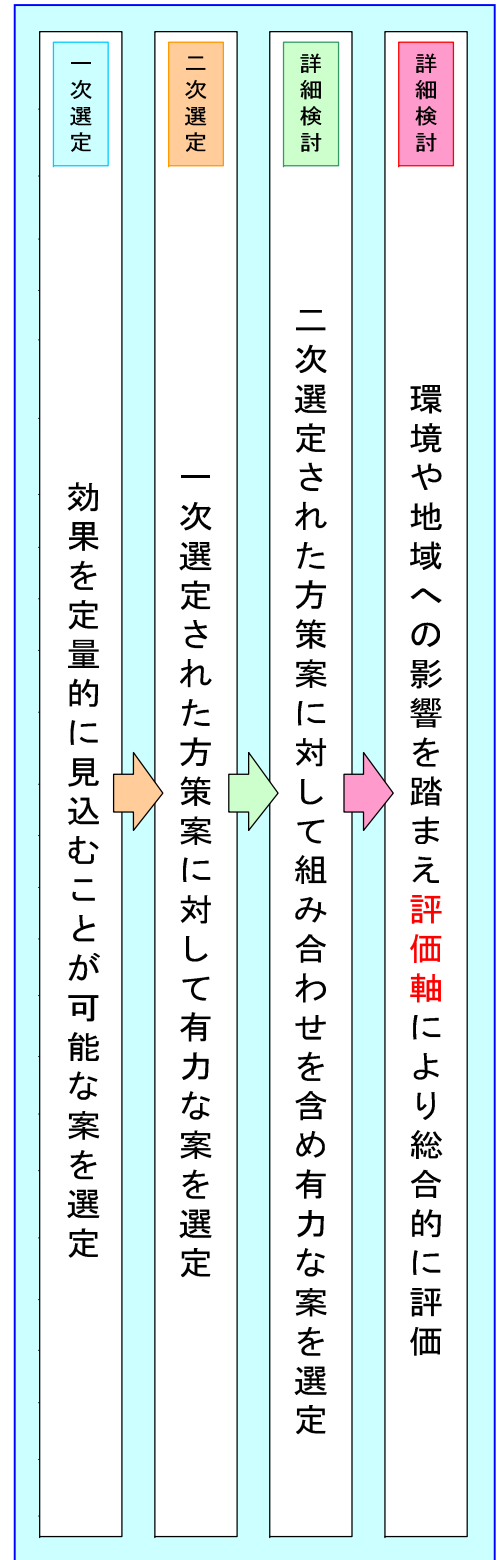 一次選定
効果を定量的に見込むことが可能な案を選定
二次選定
一次選定された方策案に対して有力な案を選定
詳細検討
二次選定された方策案に対して組み合わせを含め有力な案を選定
詳細検討
環境や地域への影響を踏まえ評価軸により総合的に評価